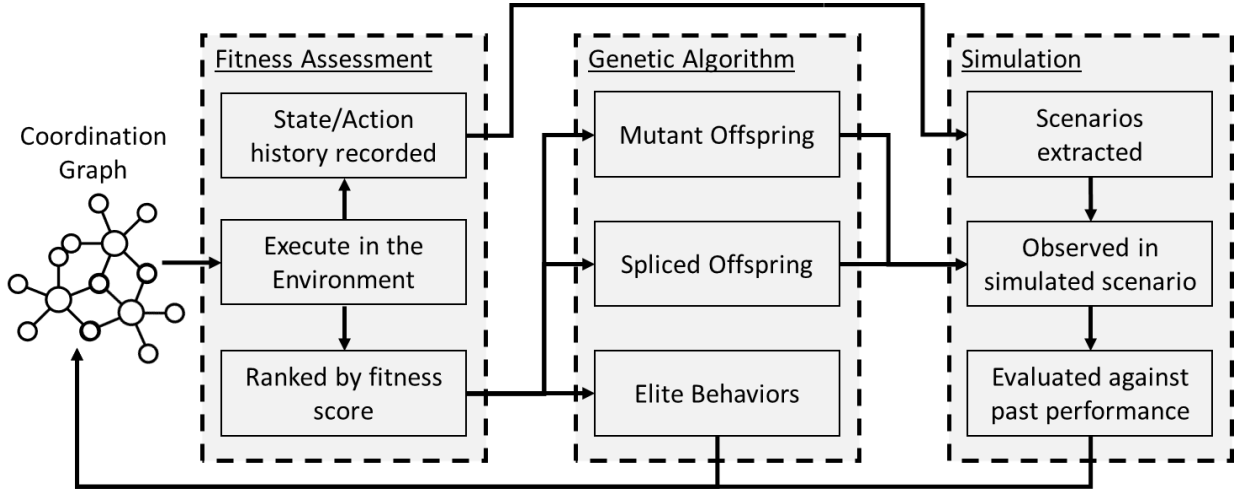 Coordination
Graph
Fitness Assessment
State/Action
history recorded
Execute in the
Environment
Ranked by fitness
score
Genetic Algorithm
Mutant Offspring
Spliced Offspring
Elite Behaviors
Simulation
Scenarios
extracted
Observed in
simulated scenario
Evaluated against
past performance